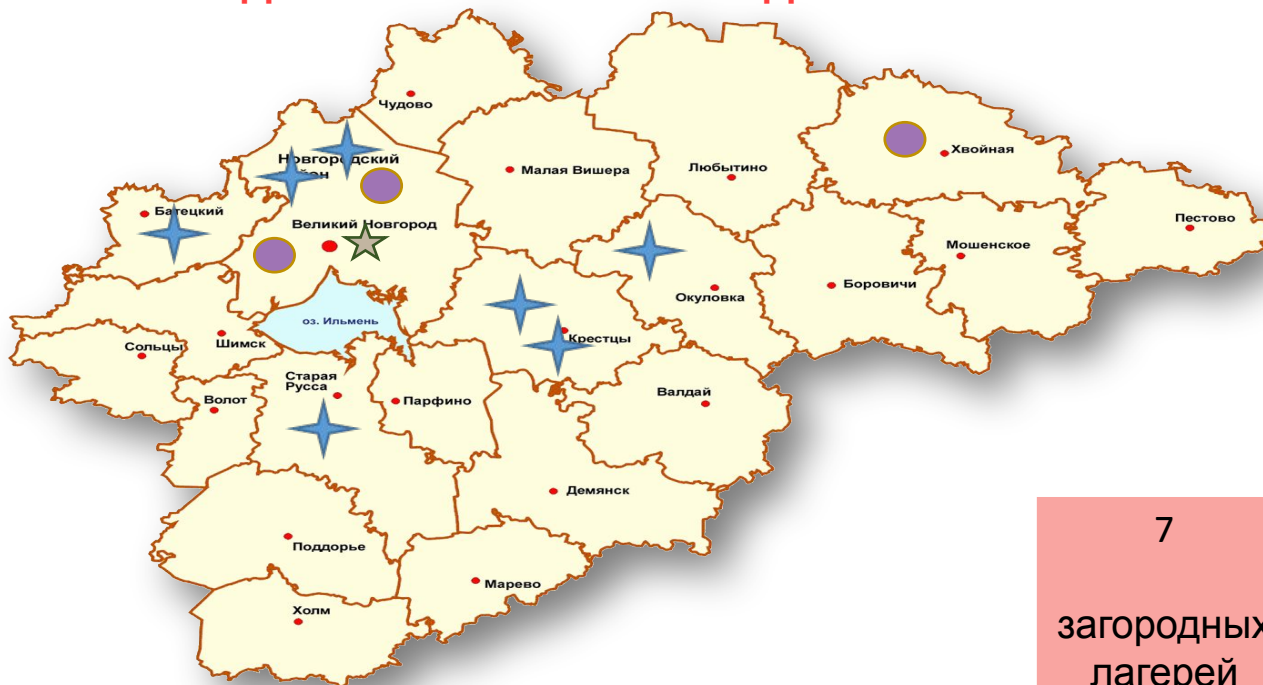 Чудово
Новгородский
Хвойная
Малая Вишера
Любытино
Батецкий
Пестово
Великий Новгород
Мошенское
Боровичи
Окуловка
оз. Ильмень
Шимск
Крестцы
Сольцы
Старая
Русса
Валдай
Волот
Парфино
Демянск
Поддорье
Марево
Холм
7
загородных
лагерей